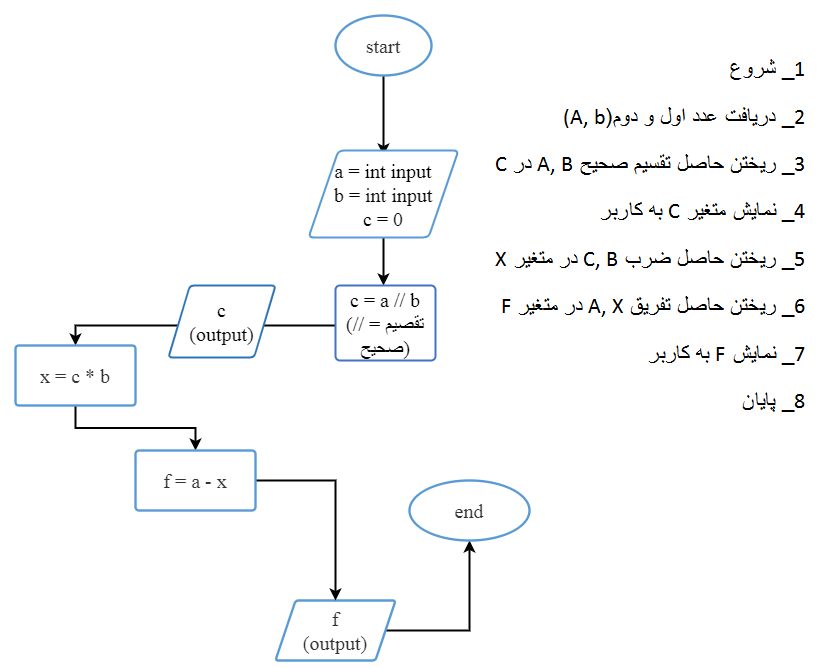 start
a = int input
b = int input
c = 0
c = a // b
(// = تقصیم
صحیح)
c
(output)
x = c * b
f = a - x
f
(output)
end
1_ شروع
2_ دریافت عدد اول و دوم(A, b)
3_ ریختن حاصل تقسیم صحیح A, B در C
4_ نمایش متغیر C به کاربر
5_ ریختن حاصل ضرب C, B در متغیر X
6_ ریختن حاصل تفریق A, X در متغیر F
7_ نمایش F به کاربر
8_ پایان